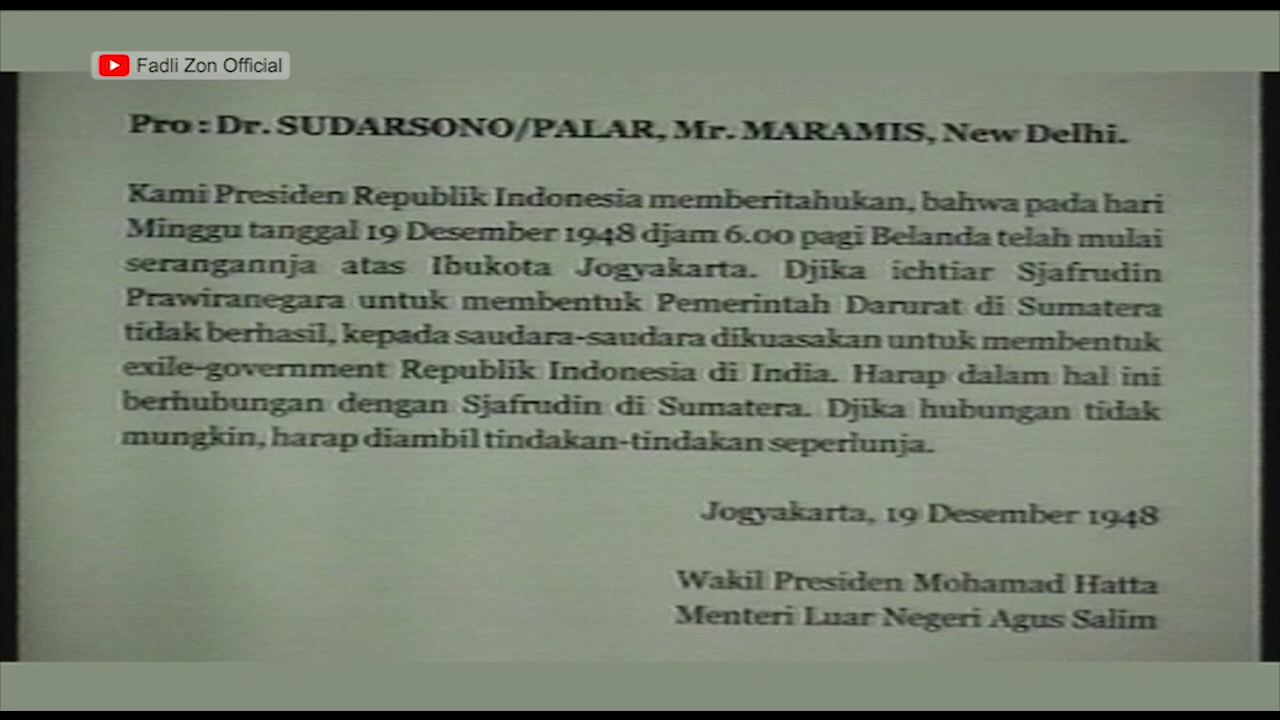 Fadli Zon Official
Pro : Dr. SUDARSONO/PALAR, Mr. MARAMIS, New Delhi.
Kami Presiden Republik Indonesia memberitahukan, bahwa pada hari
Minggu tanggal 19 Desember 1948 djam 6.00 pagi Belanda telah mulai
serangannja atas Ibukota Jogyakarta. Djika ichtiar Sjafrudin
Prawiranegara untuk membentuk Pemerintah Darurat di Sumatera
tidak berhasil, kepada saudara-saudara dikuasakan untuk membentuk
exile-government Republik Indonesia di India. Harap dalam hal ini
berhubungan dengan Sjafrudin di Sumatera. Djika hubungan tidak
mungkin, harap diambil tindakan-tindakan seperlunja.
Jogyakarta, 19 Desember 1948
Wakil Presiden Mohamad Hatta
Menteri Luar Negeri Agus Salim